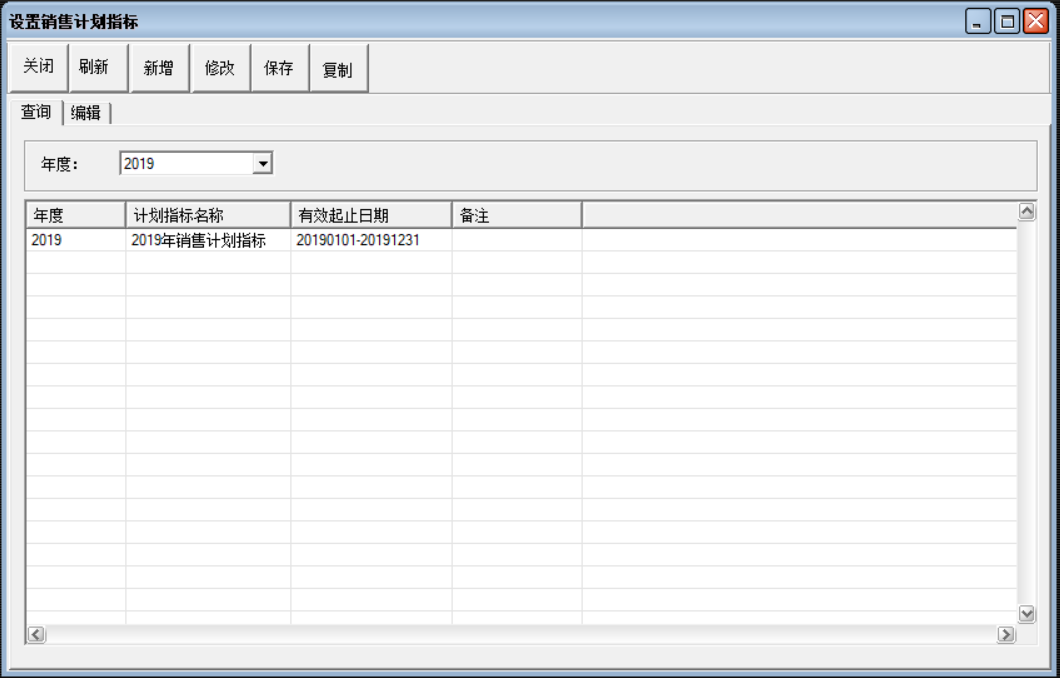 设置销售计划指标
关闭 刷新 新增 修改 保存 复制
查询 编辑
年度： 2019
年度 计划指标名称 有效起止日期 备注
2019 2019年销售计划指标 20190101-20191231